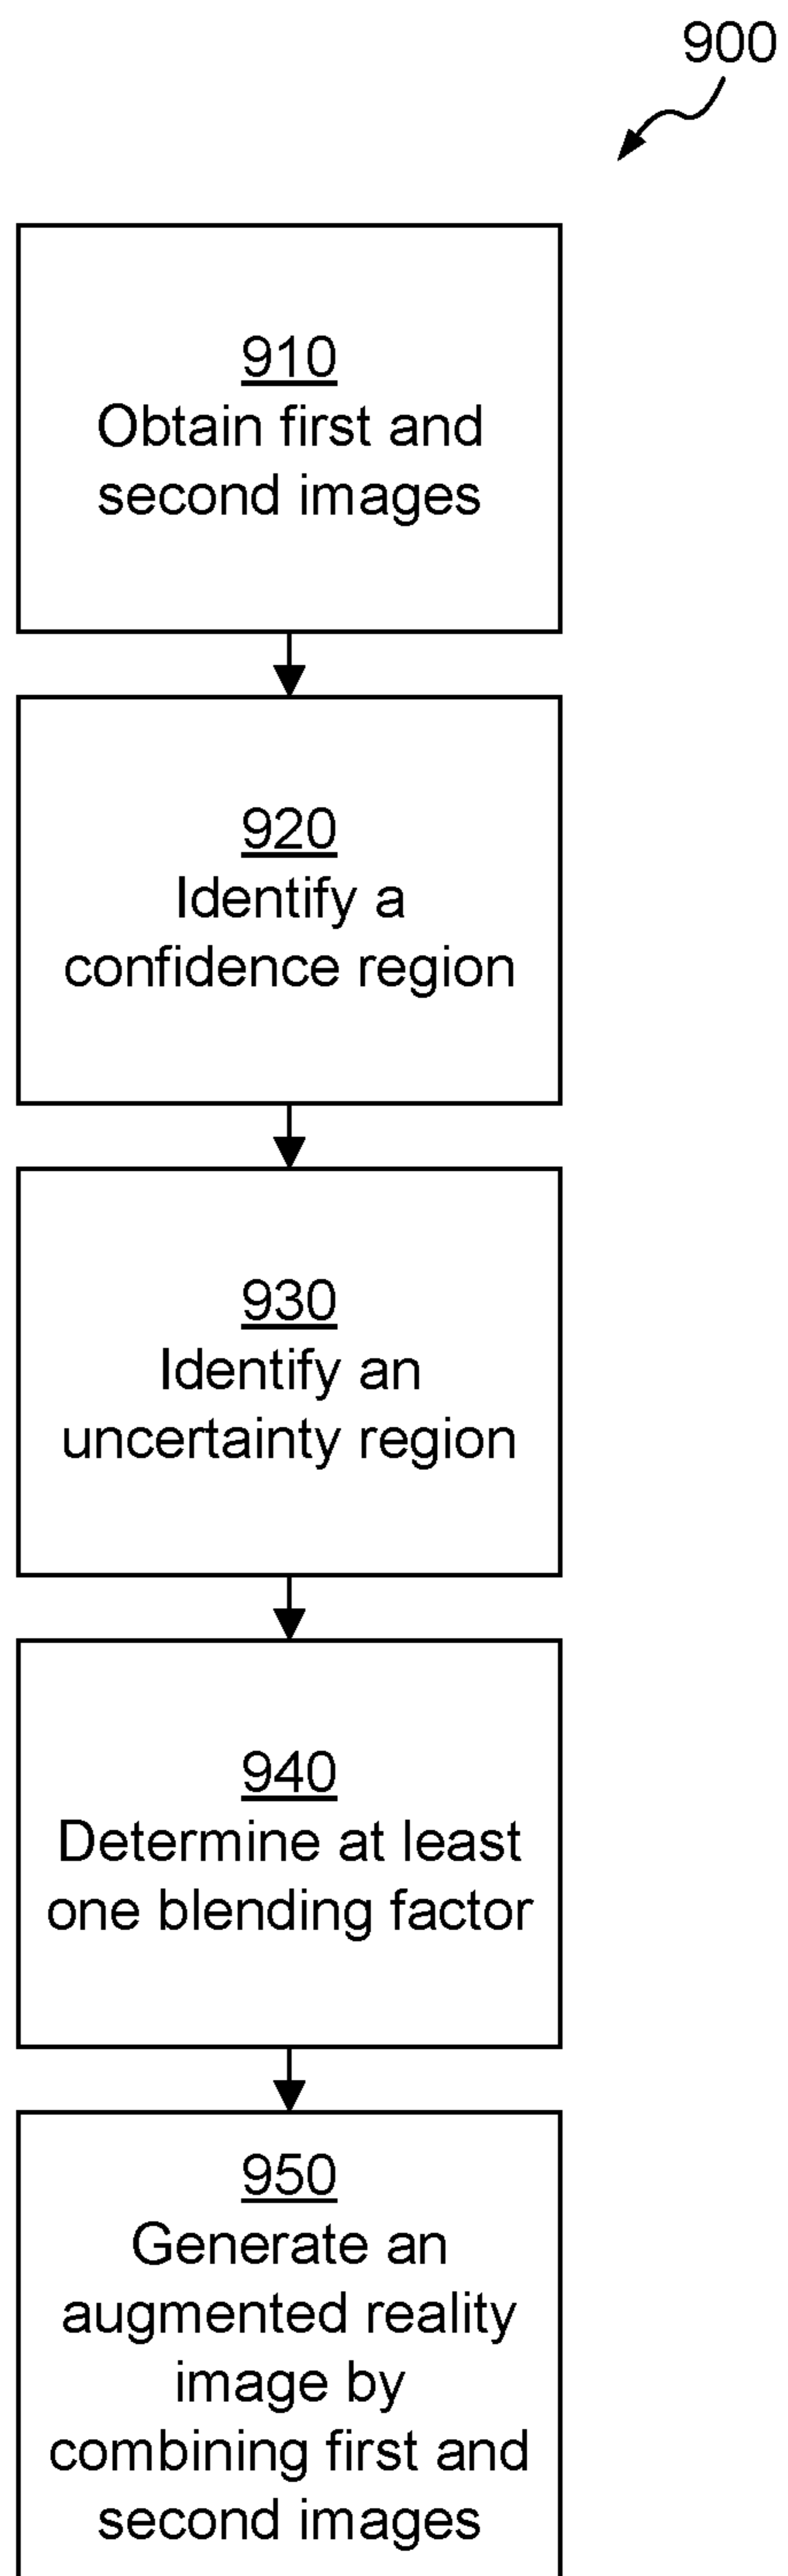 900
910
Obtain first and
second images
920
Identify a
confidence region
930
Identify an
uncertainty region
940
Determine at least
one blending factor
950
Generate an
augmented reality
image by
combining first and
second images